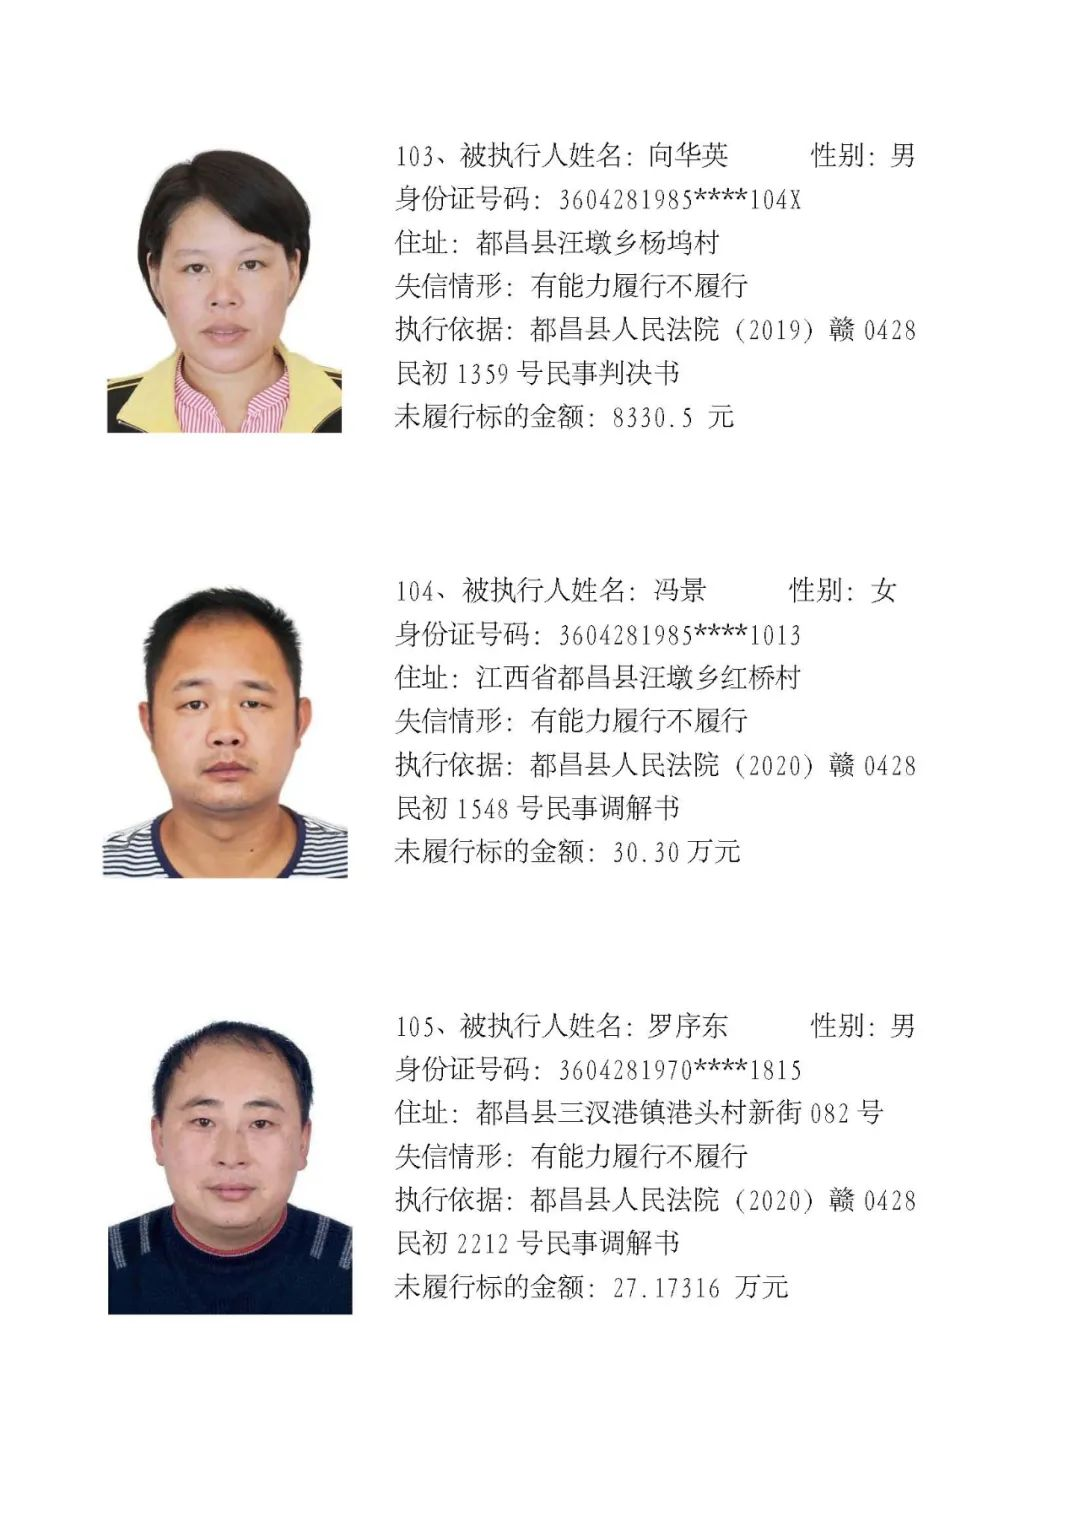 103、被执行人姓名：向华英 性别：男
身份证号码：3604281985****104X
住址：都昌县汪墩乡杨坞村
失信情形：有能力履行不履行
执行依据：都昌县人民法院（2019）赣 0428
民初 1359 号民事判决书
未履行标的金额：8330.5 元
104、被执行人姓名：冯景 性别：女
身份证号码：3604281985****1013
住址：江西省都昌县汪墩乡红桥村
失信情形：有能力履行不履行
执行依据：都昌县人民法院（2020）赣 0428
民初 1548 号民事调解书
未履行标的金额：30.30 万元
105、被执行人姓名：罗序东 性别：男
身份证号码：3604281970****1815
住址：都昌县三汊港镇港头村新街 082 号
失信情形：有能力履行不履行
执行依据：都昌县人民法院（2020）赣 0428
民初 2212 号民事调解书
未履行标的金额：27.17316 万元